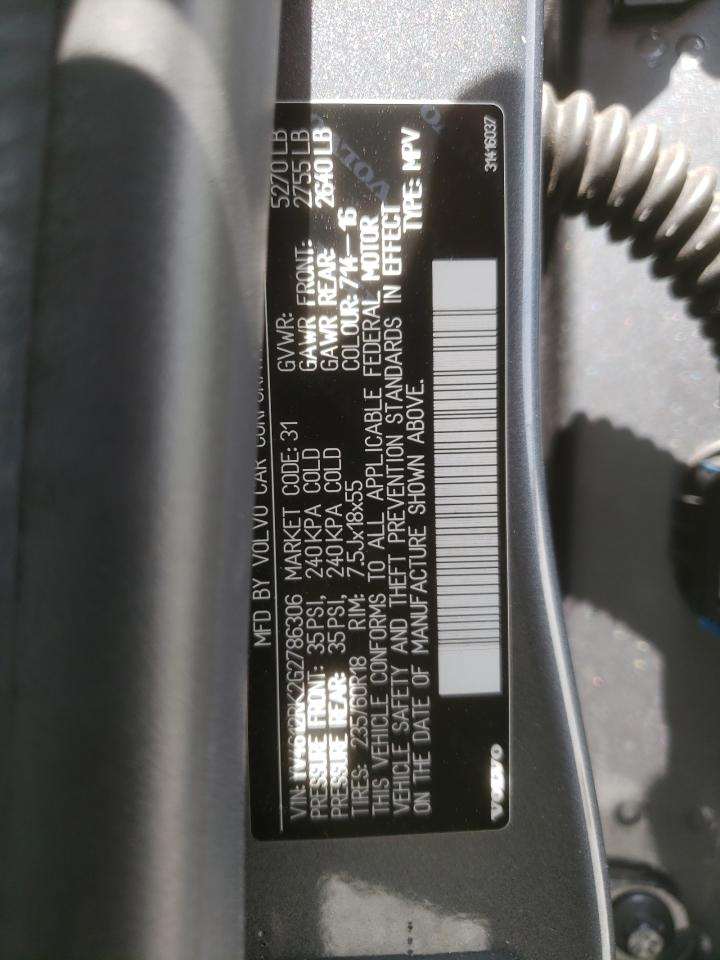 MFD BY VOLVO CAR
VIN: YV4612RK2G2786306 MARKET CODE: 31 GVWR: 5270 LB
PRESSURE FRONT: 35 PSI, 240 KPA COLD GAWR FRONT: 2755 LB
PRESSURE REAR: 35 PSI, 240 KPA COLD GAWR REAR: 2640 LB
TIRES: 235/60R18 RIM: 7.5Jx18x55 COLOUR: 714-16
THIS VEHICLE CONFORMS TO ALL APPLICABLE FEDERAL MOTOR
VEHICLE SAFETY AND THEFT PREVENTION STANDARDS IN EFFECT
ON THE DATE OF MANUFACTURE SHOWN ABOVE. TYPE: MPV
VOLVO
31416037